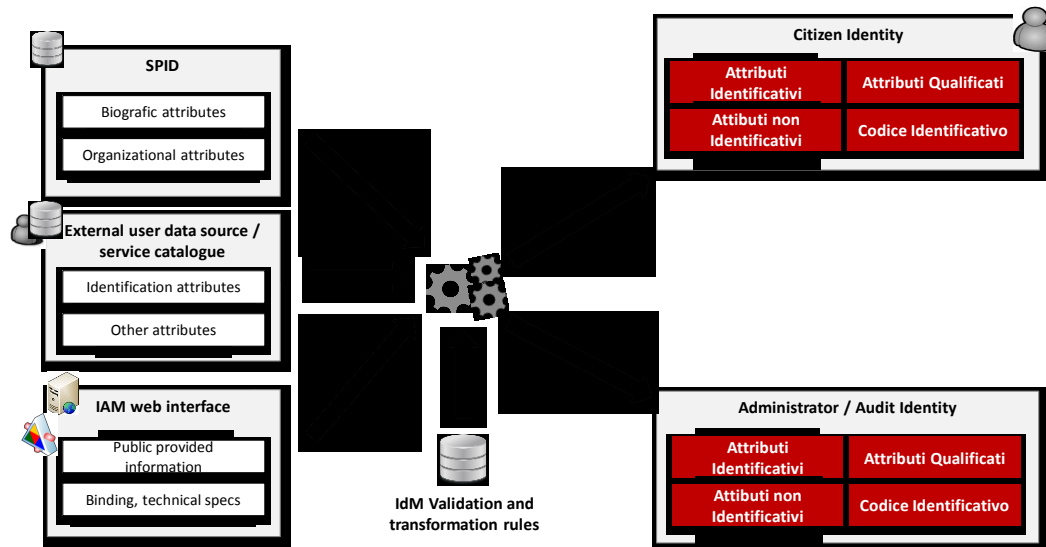 SPID
Biografic attributes
Organizational attributes
External user data source /
service catalogue
Identification attributes
Other attributes
IAM web interface
Public provided
information
Binding, technical specs
IdM Validation and
transformation rules
Citizen Identity
Attributi
Identificativi
Attributi Qualificati
Attibuti non
Identificativi
Codice Identificativo
Administrator / Audit Identity
Attributi
Identificativi
Attributi Qualificati
Attibuti non
Identificativi
Codice Identificativo